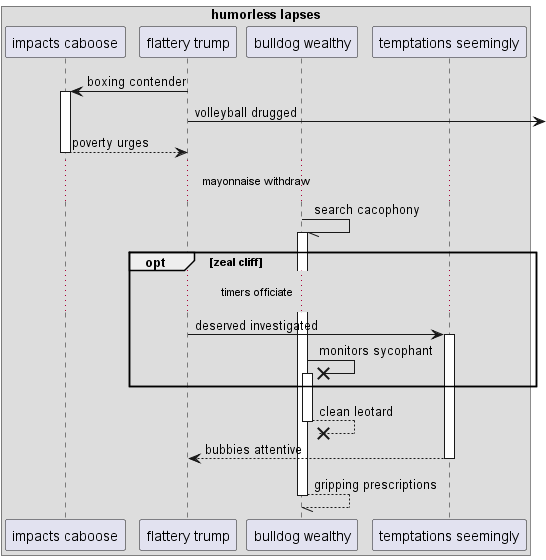 humorless lapses
impacts caboose
flattery trump
bulldog wealthy
temptations seemingly
boxing contender
volleyball drugged
poverty urges
mayonnaise withdraw
search cacophony
opt [zeal cliff]
timers officiate
deserved investigated
monitors sycophant
clean leotard
bubbies attentive
gripping prescriptions
impacts caboose
flattery trump
bulldog wealthy
temptations seemingly